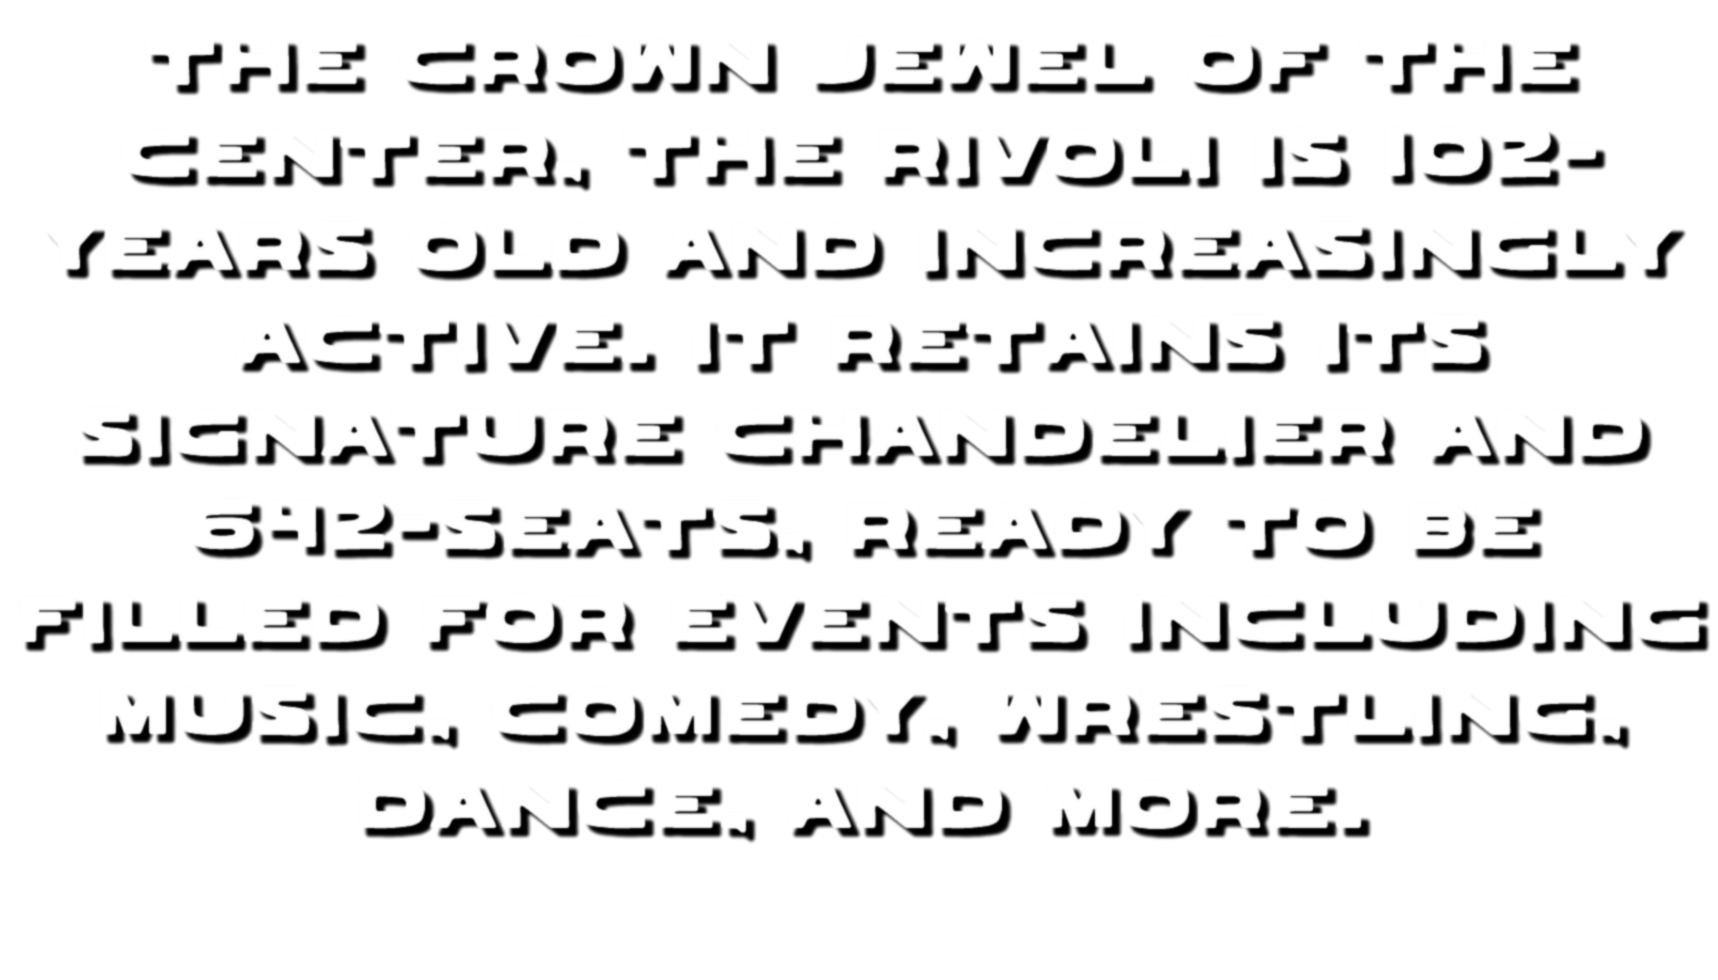 THE CROWN JEWEL OF THE
CENTER, THE RIVOLI IS 102-
YEARS OLD AND INCREASINGLY
ACTIVE. IT RETAINS ITS
SIGNATURE CHANDELIER AND
642-SEATS, READY TO BE
FILLED FOR EVENTS INCLUDING
MUSIC, COMEDY, WRESTLING,
DANCE, AND MORE.